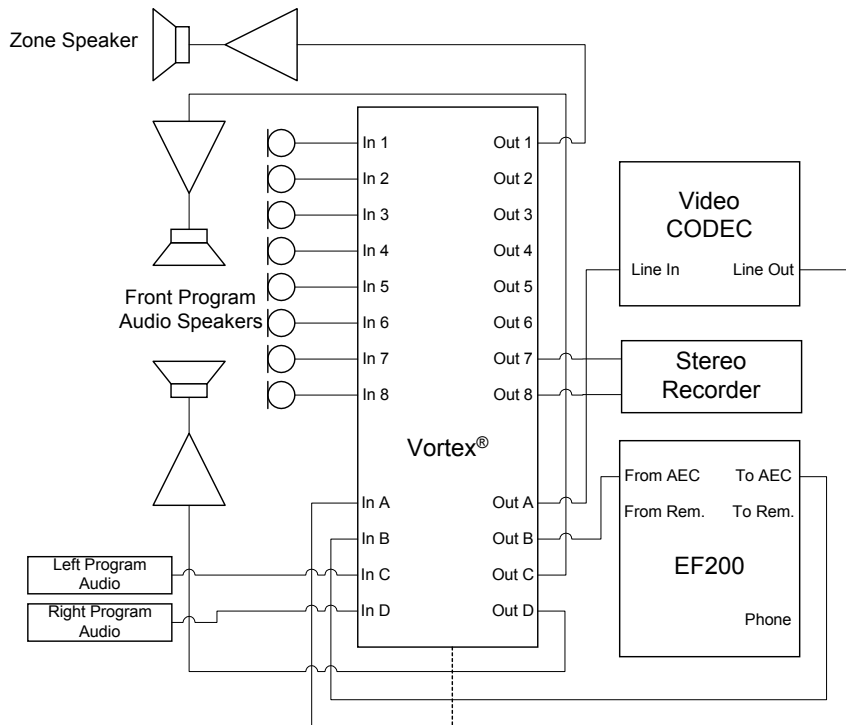 Zone Speaker
Front Program
Audio Speakers
Left Program
Audio
Right Program
Audio
In 1
In 2
In 3
In 4
In 5
In 6
In 7
In 8
In A
In B
In C
In D
Vortex®
Out 1
Out 2
Out 3
Out 4
Out 5
Out 6
Out 7
Out 8
Out A
Out B
Out C
Out D
Video
CODEC
Line In
Line Out
Stereo
Recorder
From AEC
To AEC
From Rem.
To Rem.
EF200
Phone